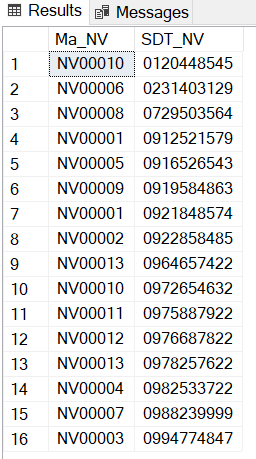 Results Messages
Ma_NV SDT_NV
1 NV00010 0120448545
2 NV00006 0231403129
3 NV00008 0729503564
4 NV00001 0912521579
5 NV00005 0916526543
6 NV00009 0919584863
7 NV00001 0921848574
8 NV00002 0922858485
9 NV00013 0964657422
10 NV00010 0972654632
11 NV00011 0975887922
12 NV00012 0976687822
13 NV00013 0978257622
14 NV00004 0982533722
15 NV00007 0988239999
16 NV00003 0994774847